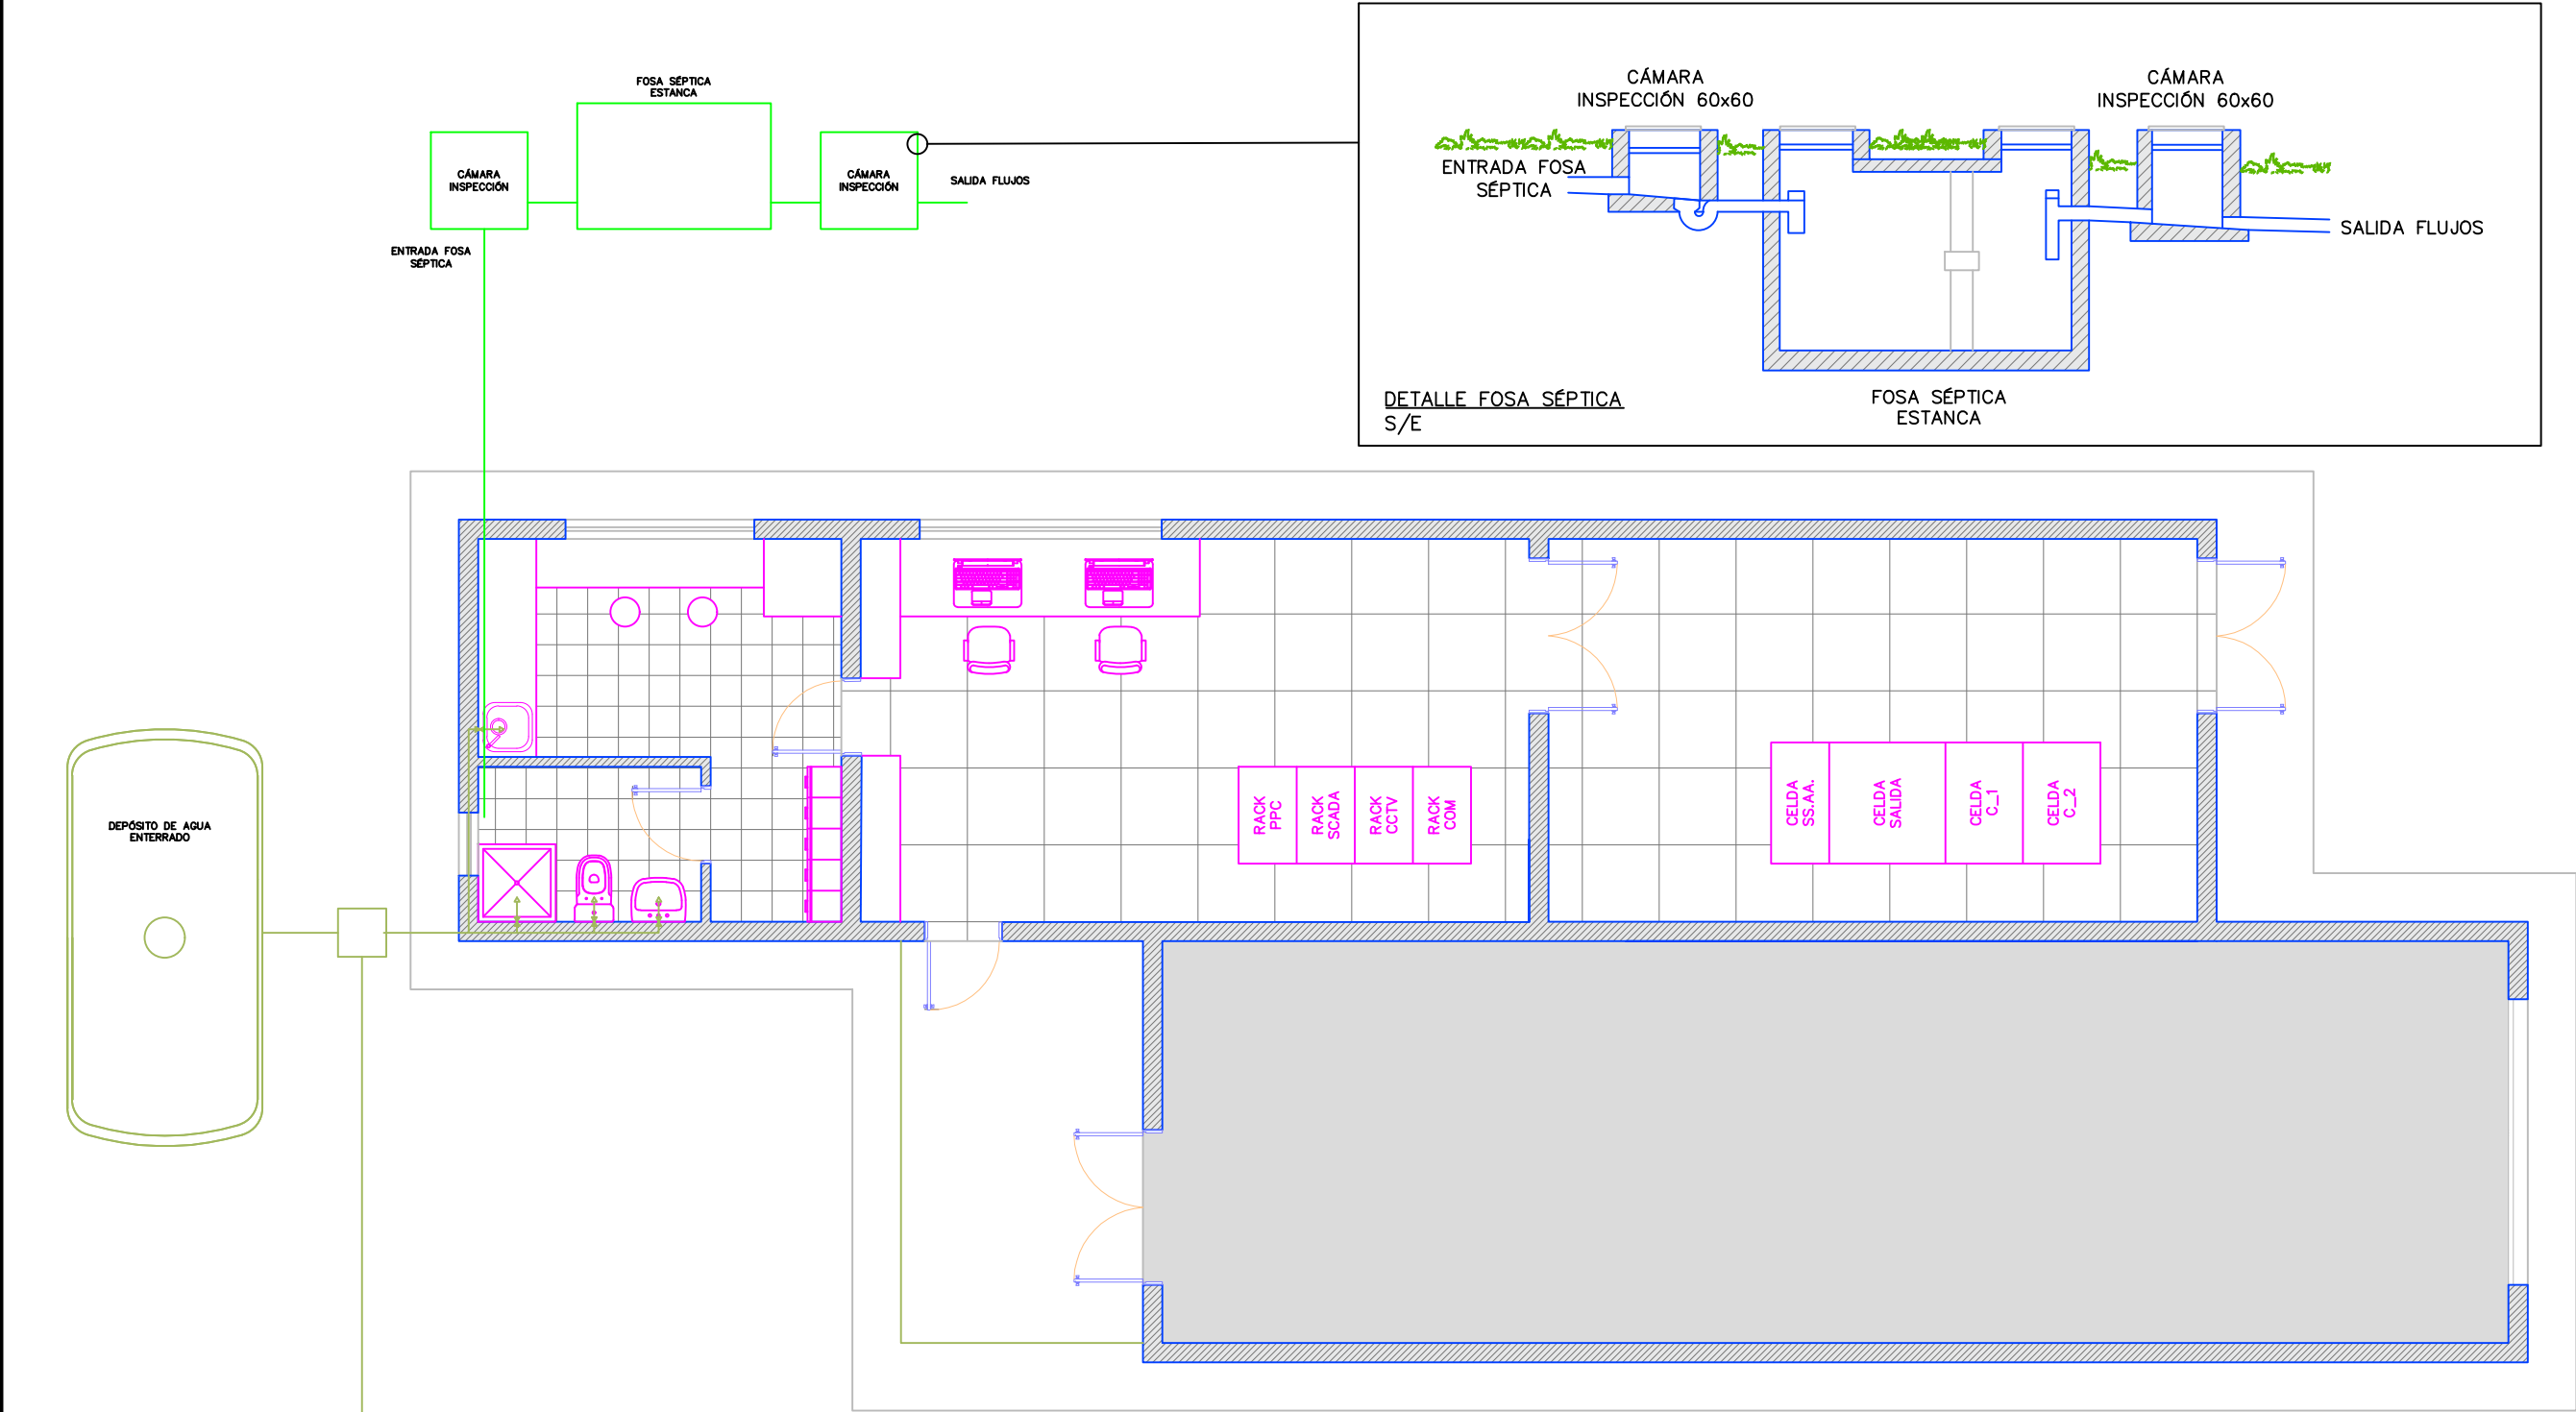 FOSA SÉPTICA
ESTANCA
CÁMARA
INSPECCIÓN
CÁMARA
INSPECCIÓN
SALIDA FLUJOS
ENTRADA FOSA
SÉPTICA
CÁMARA
INSPECCIÓN 60x60
CÁMARA
INSPECCIÓN 60x60
ENTRADA FOSA
SÉPTICA
SALIDA FLUJOS
DETALLE FOSA SÉPTICA
S/E
FOSA SÉPTICA
ESTANCA
DEPÓSITO DE AGUA
ENTERRADO
RACK
PPC
RACK
SCADA
RACK
CCTV
RACK
COM
CELDA
SS.AA.
CELDA
SALIDA
CELDA
C_1
CELDA
C_2